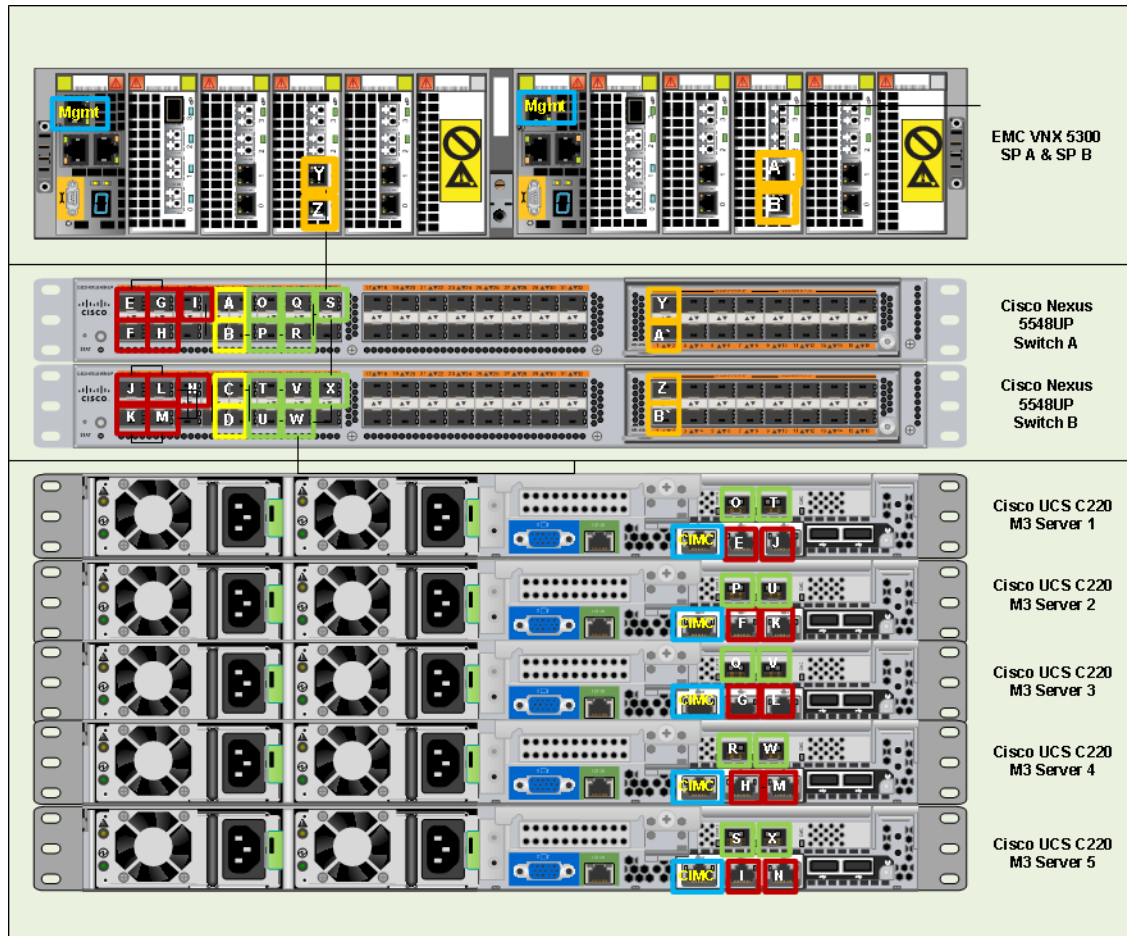 Mgmt
Mgmt
Y
Z
A`
B`
EMC VNX 5300
SP A & SP B
E G I A O Q S
F H B P R
CISCO
Y
A`
Cisco Nexus
5548UP
Switch A
J L N C T V X
K M D U W
CISCO
Z
B`
Cisco Nexus
5548UP
Switch B
O T
CIMC E J
Cisco UCS C220
M3 Server 1
P U
CIMC F K
Cisco UCS C220
M3 Server 2
Q V
CIMC G L
Cisco UCS C220
M3 Server 3
R W
CIMC H M
Cisco UCS C220
M3 Server 4
S X
CIMC I N
Cisco UCS C220
M3 Server 5